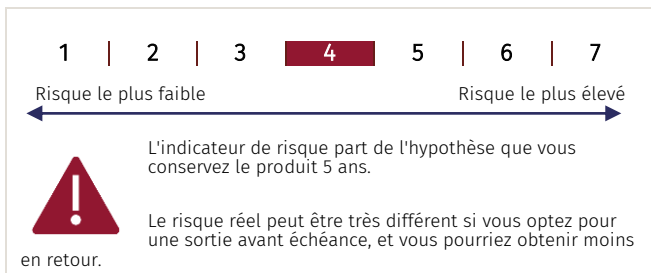 1 2 3 4 5 6 7
Risque le plus faible Risque le plus élevé
L'indicateur de risque part de l'hypothèse que vous
conservez le produit 5 ans.
Le risque réel peut être très différent si vous optez pour
une sortie avant échéance, et vous pourriez obtenir moins
en retour.